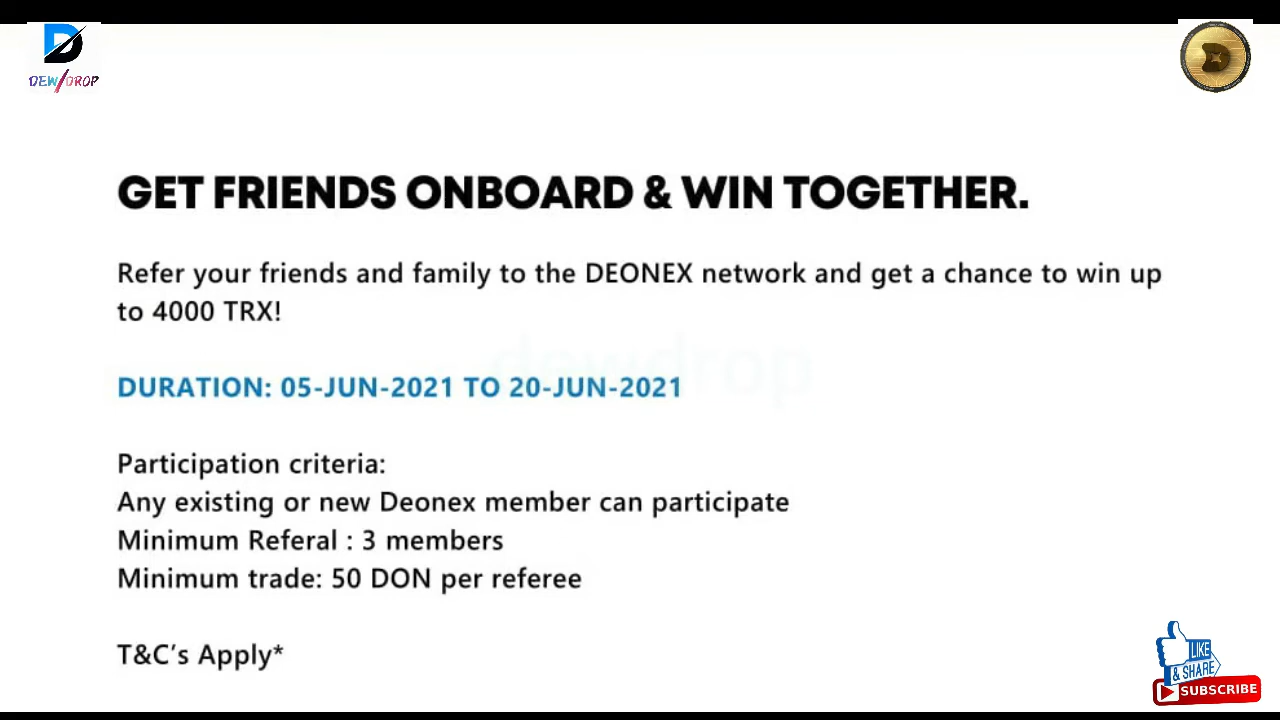 DEW/DROP
GET FRIENDS ONBOARD & WIN TOGETHER.
Refer your friends and family to the DEONEX network and get a chance to win up
to 4000 TRX!
dewdrop
DURATION: 05-JUN-2021 TO 20-JUN-2021
Participation criteria:
Any existing or new Deonex member can participate
Minimum Referal : 3 members
Minimum trade: 50 DON per referee
T&C’s Apply*
LIKE
& SHARE
SUBSCRIBE